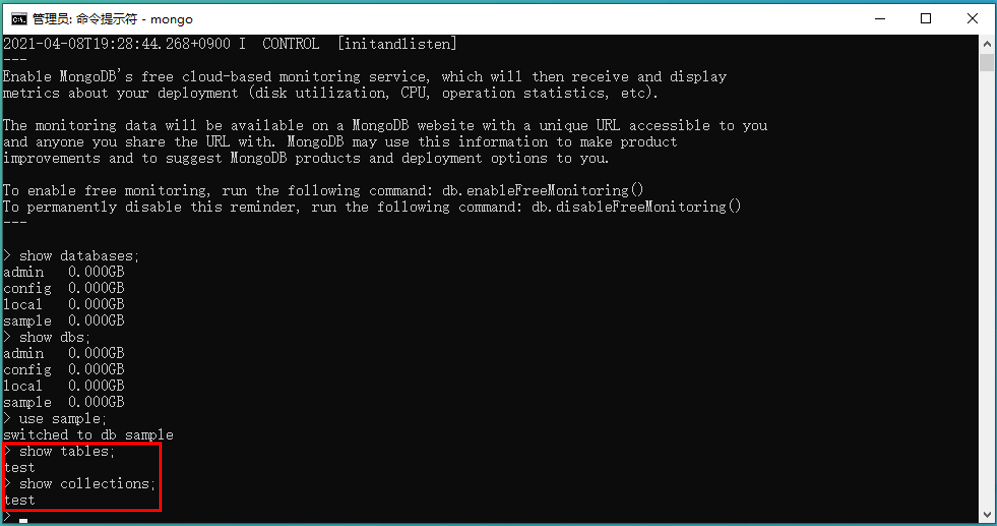 管理员: 命令提示符 - mongo
2021-04-08T19:28:44.268+0900 I  CONTROL  [initandlisten]
---
Enable MongoDB's free cloud-based monitoring service, which will then receive and display
metrics about your deployment (disk utilization, CPU, operation statistics, etc).
The monitoring data will be available on a MongoDB website with a unique URL accessible to you
and anyone you share the URL with. MongoDB may use this information to make product
improvements and to suggest MongoDB products and deployment options to you.
To enable free monitoring, run the following command: db.enableFreeMonitoring()
To permanently disable this reminder, run the following command: db.disableFreeMonitoring()
---
> show databases;
admin   0.000GB
config  0.000GB
local   0.000GB
sample  0.000GB
> show dbs;
admin   0.000GB
config  0.000GB
local   0.000GB
sample  0.000GB
> use sample;
switched to db sample
> show tables;
test
> show collections;
test
>